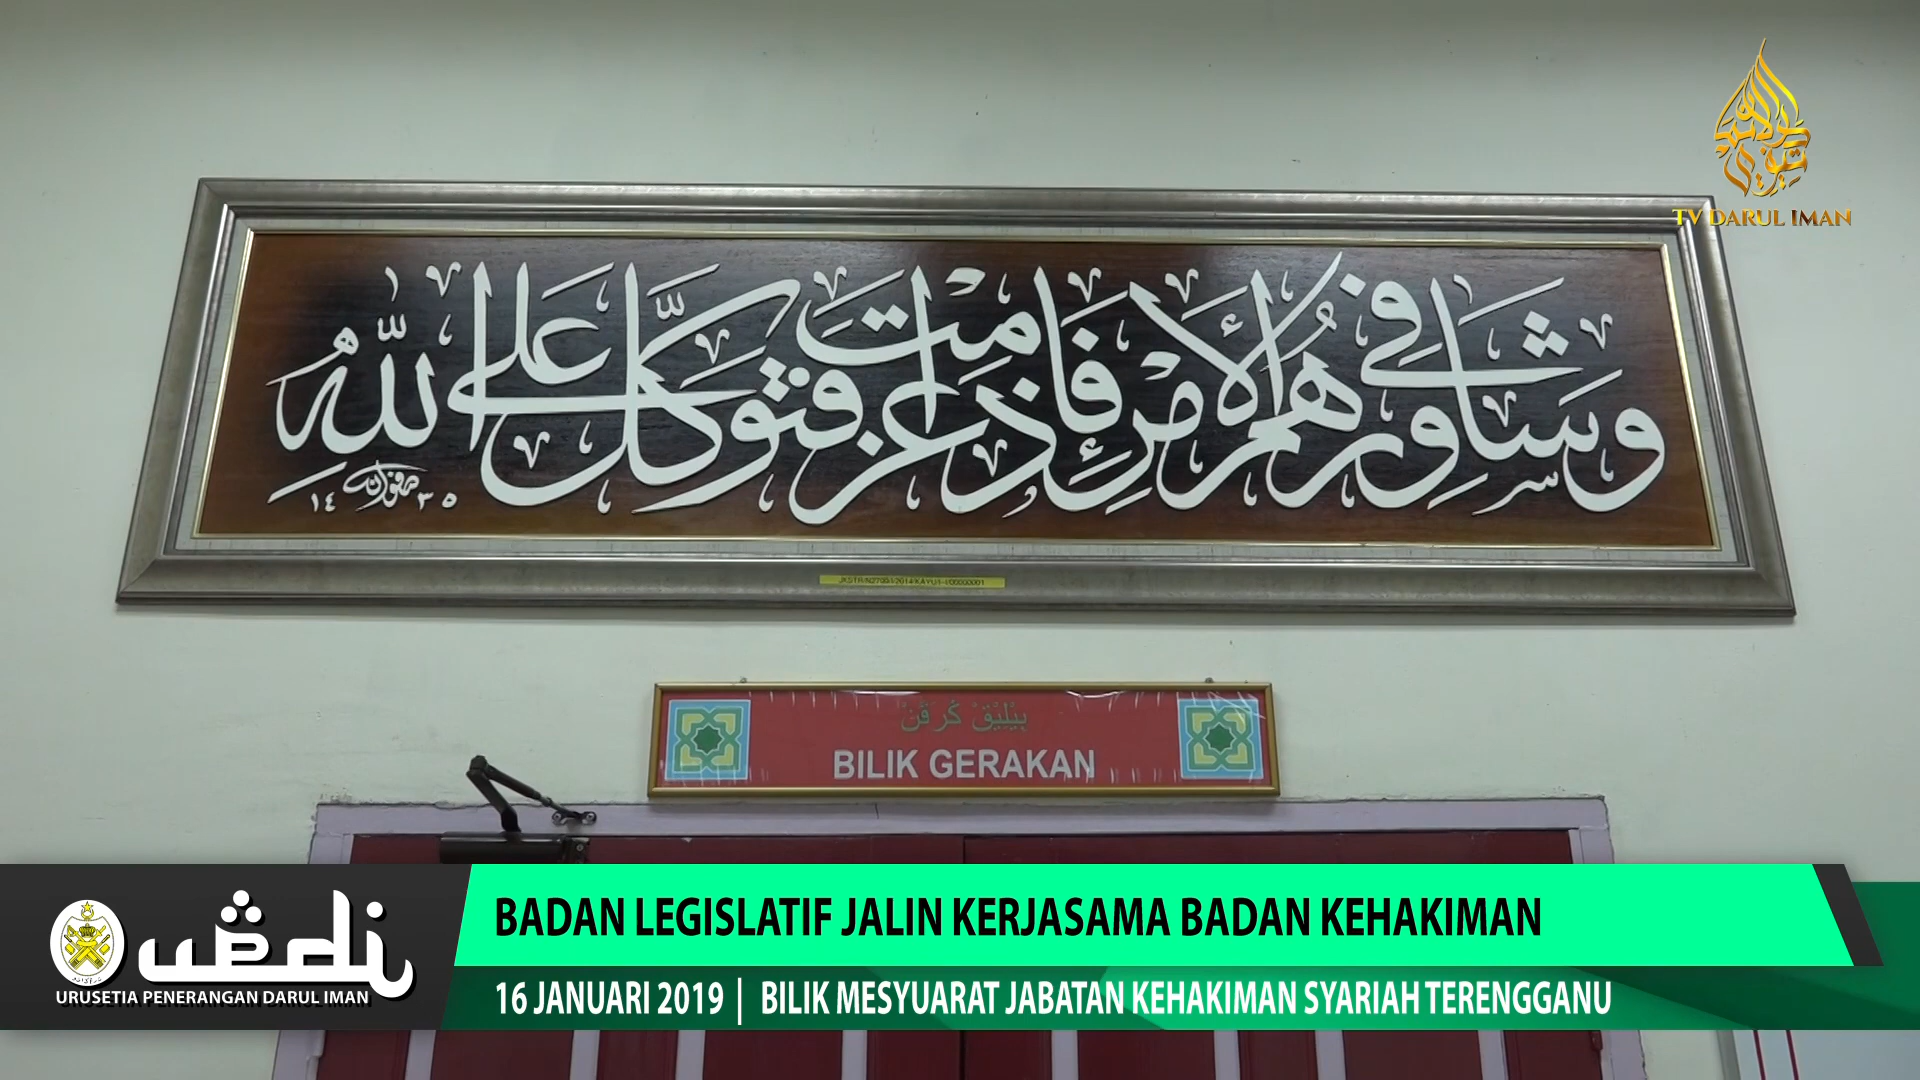 TV DARUL IMAN
وَشَاوِرْهُمْ فِي الْأَمْرِ فَإِذَا عَزَمْتَ فَتَوَكَّلْ عَلَى اللَّهِ
صفوان ١٤٣٥
بيليق ݢرقن
BILIK GERAKAN
BADAN LEGISLATIF JALIN KERJASAMA BADAN KEHAKIMAN
URUSETIA PENERANGAN DARUL IMAN
16 JANUARI 2019 | BILIK MESYUARAT JABATAN KEHAKIMAN SYARIAH TERENGGANU